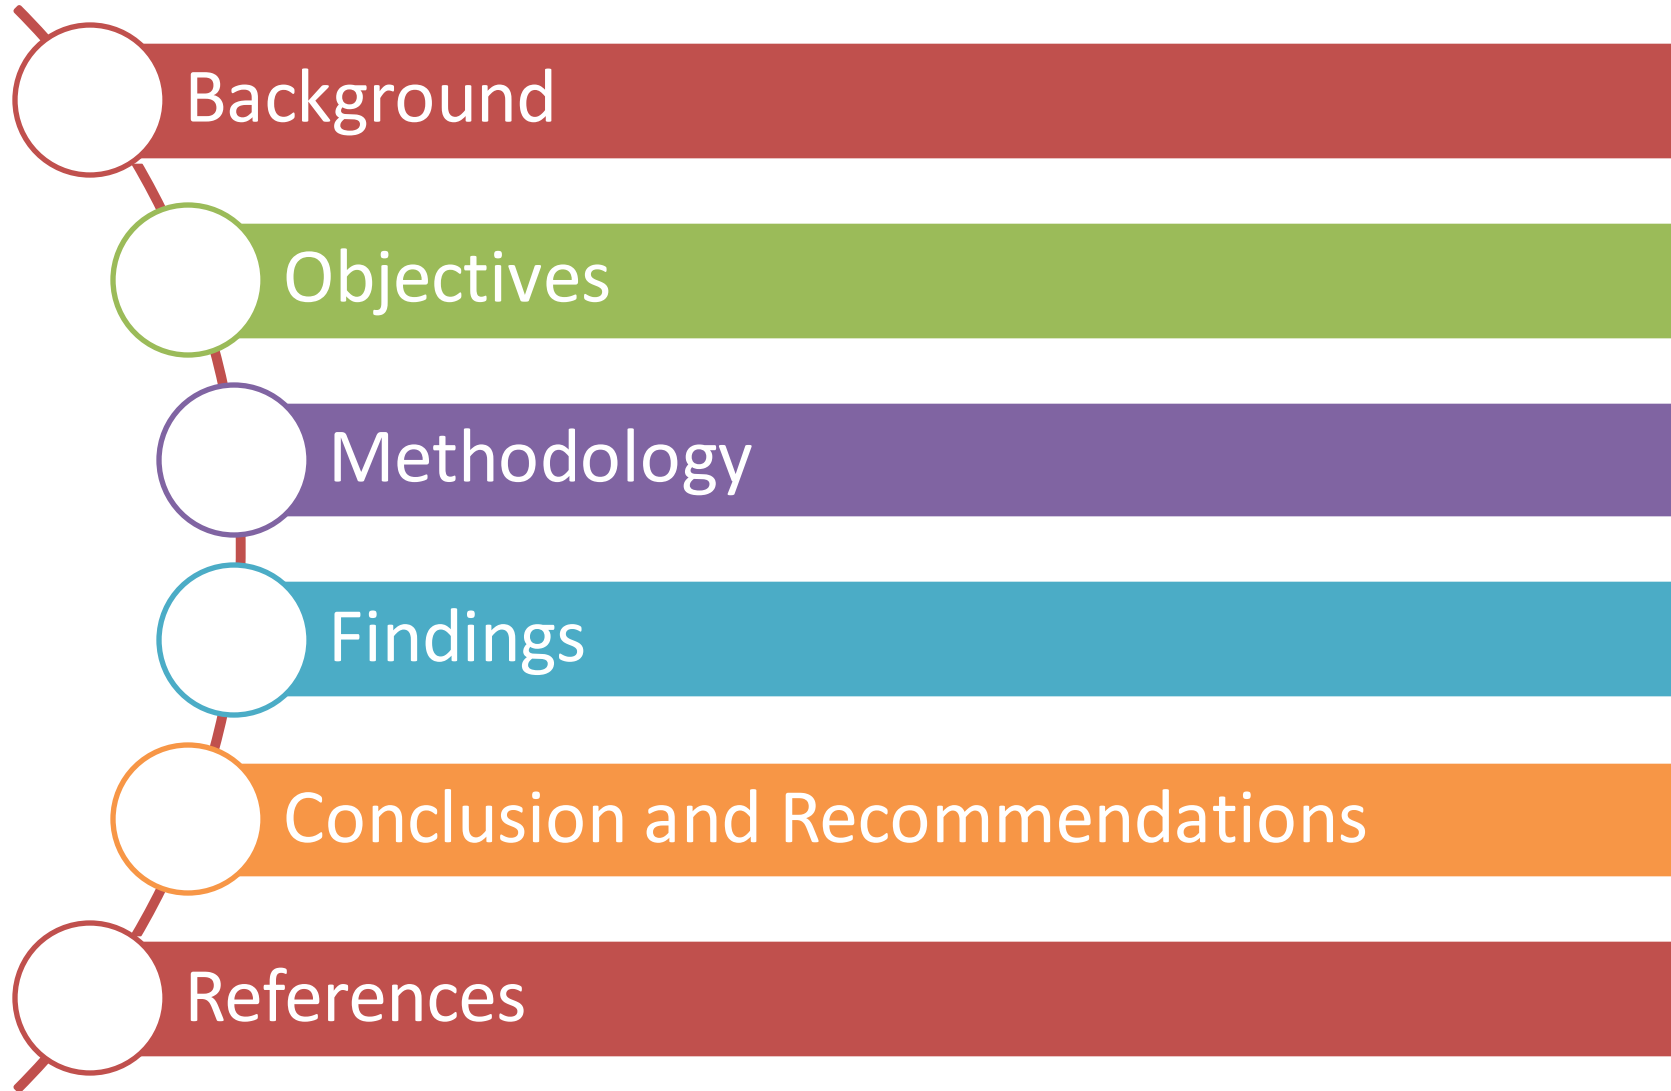 Background
Objectives
Methodology
Findings
Conclusion and Recommendations
References